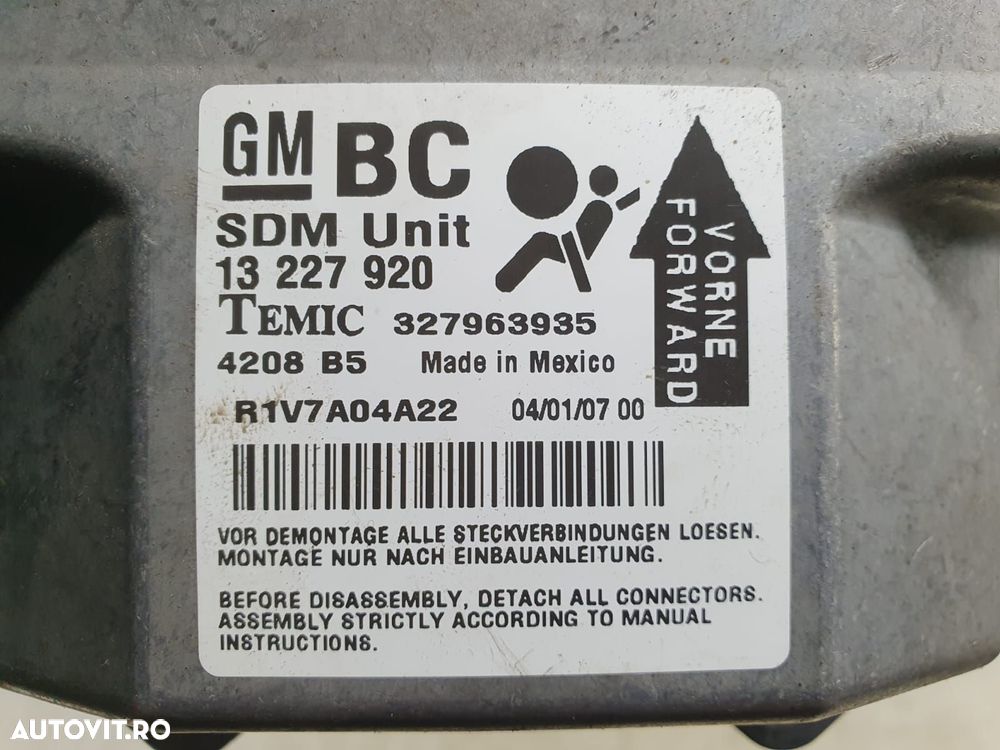 GM BC
SDM Unit
13 227 920
TEMIC 327963935
4208 B5 Made in Mexico
R1V7A04A22 04/01/07 00
VORNE
FORWARD
VOR DEMONTAGE ALLE STECKVERBINDUNGEN LOESEN.
MONTAGE NUR NACH EINBAUANLEITUNG.
BEFORE DISASSEMBLY, DETACH ALL CONNECTORS.
ASSEMBLY STRICTLY ACCORDING TO MANUAL
INSTRUCTIONS.
AUTOVIT.RO